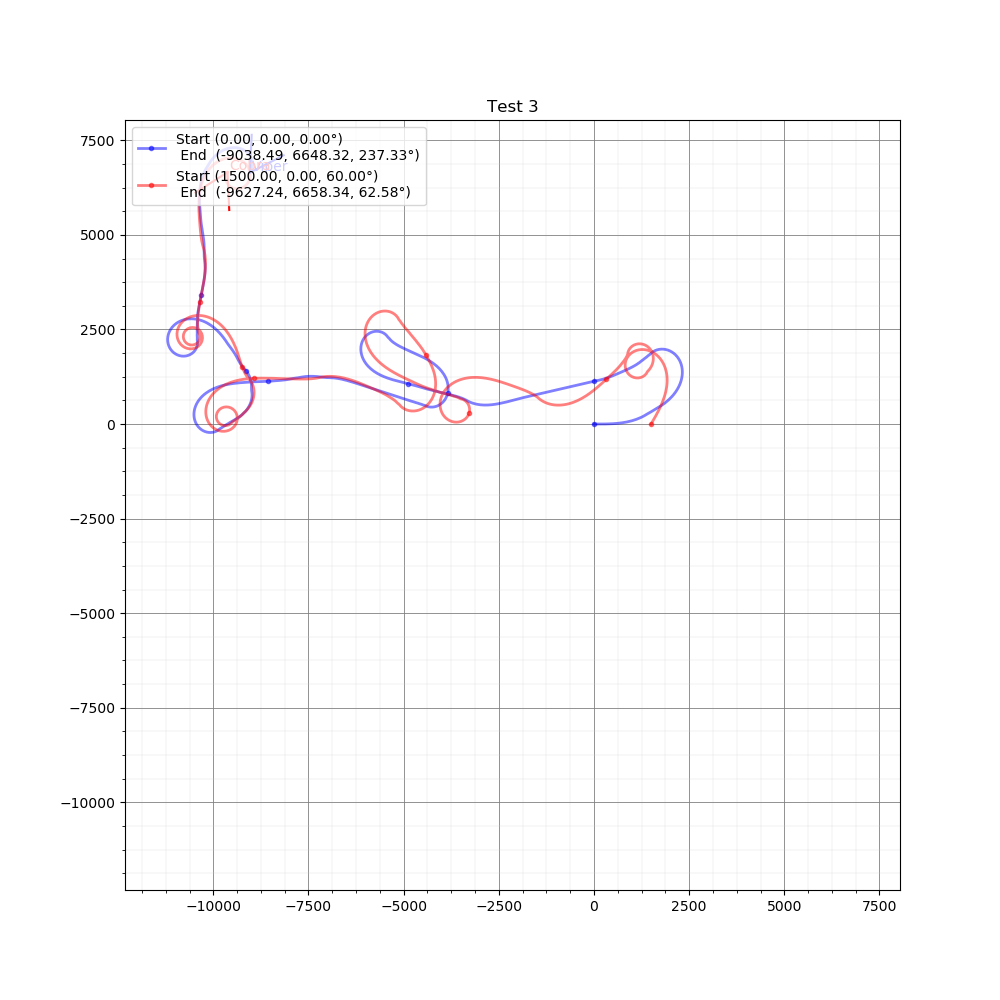 Test 3
Start (0.00, 0.00, 0.00°)
End (-9038.49, 6648.32, 237.33°)
Start (1500.00, 0.00, 60.00°)
End (-9627.24, 6658.34, 62.58°)
7500
5000
2500
0
−2500
−5000
−7500
−10000
−10000 −7500 −5000 −2500 0 2500 5000 7500